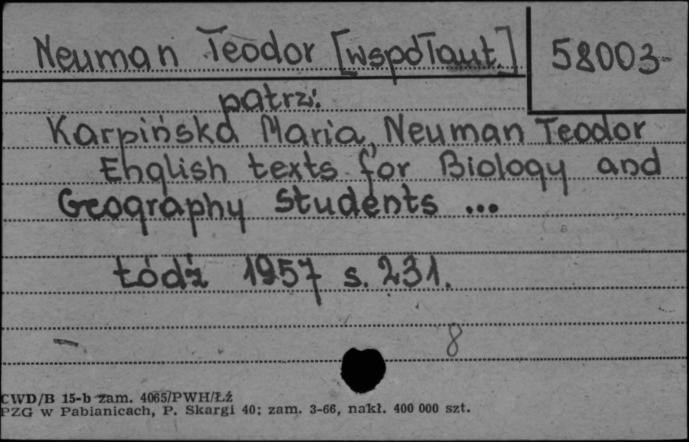 Neuman Teodor [współaut.] 58003
patrz:
Karpińska Maria, Neuman Teodor
English texts for Biology and
Geography Students ...
Łódź 1957 s. 231.
8
CWD/B 15-b zam. 4065/PWH/Łź
PZG w Pabianicach, P. Skargi 40; zam. 3-66, nakł. 400 000 szt.